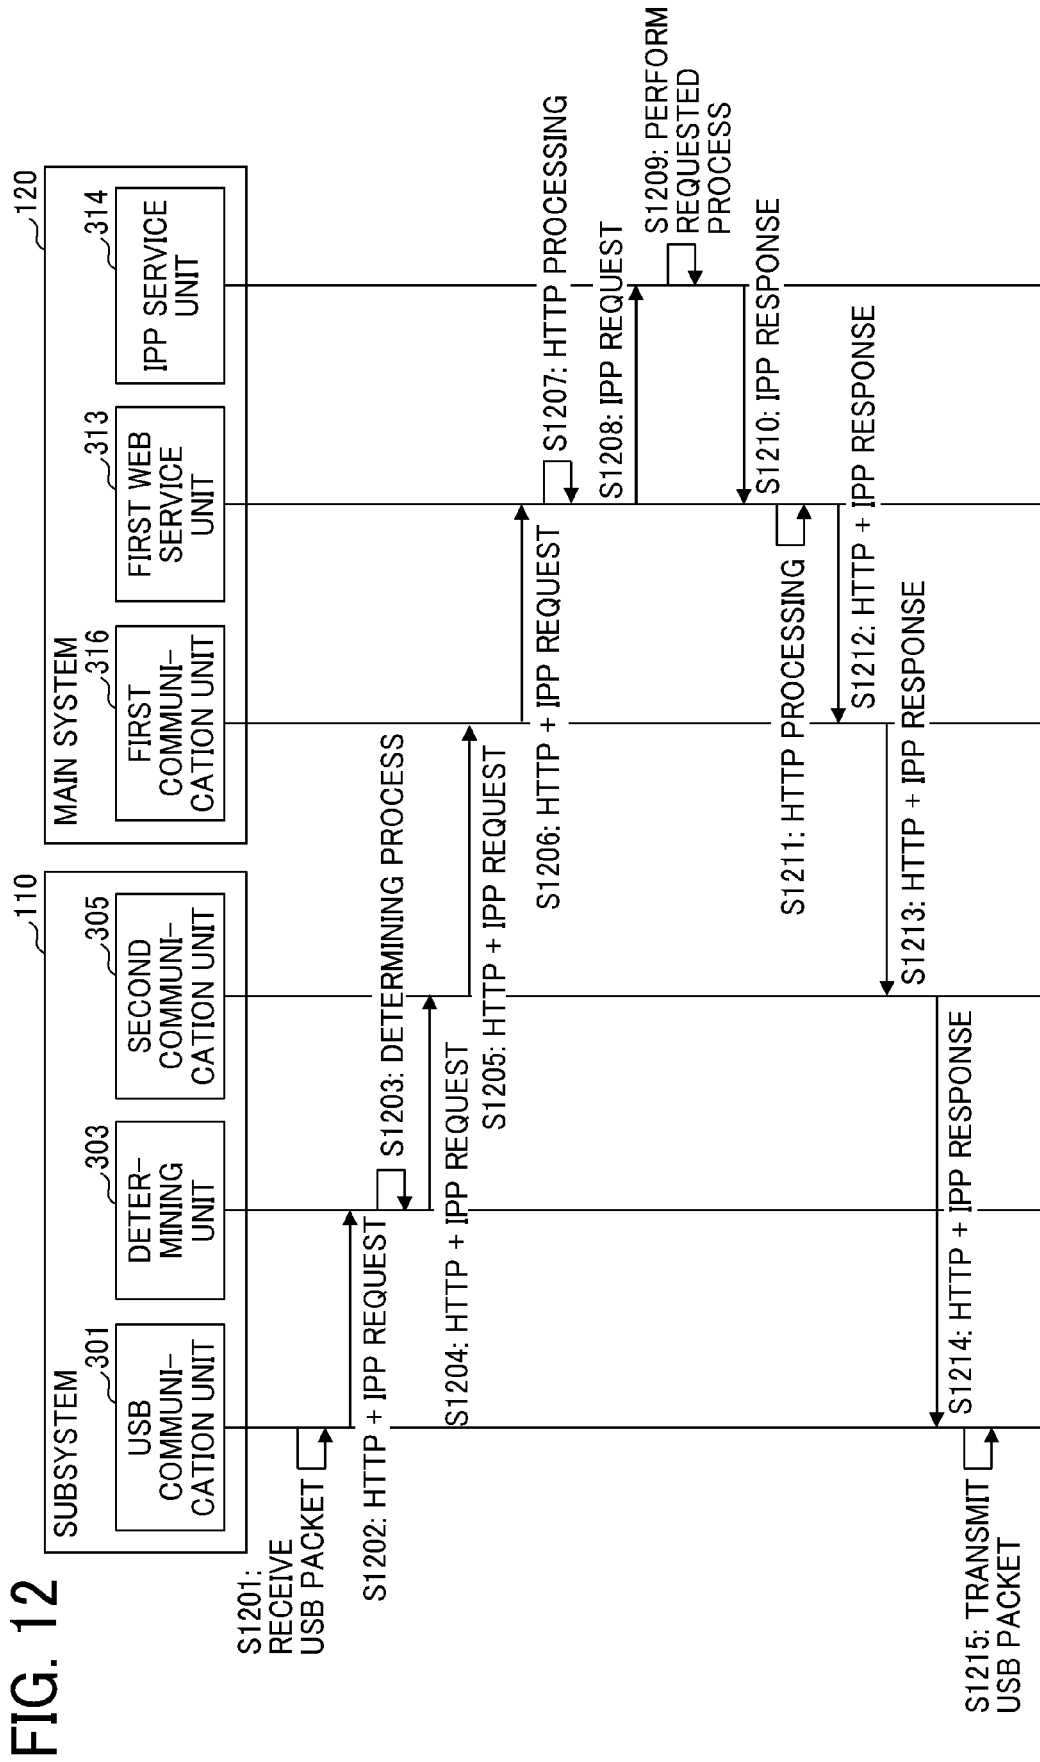 FIG. 12
SUBSYSTEM
110
301
USB
COMMUNI-
CATION UNIT
303
DETER-
MINING
UNIT
305
SECOND
COMMUNI-
CATION UNIT
MAIN SYSTEM
120
316
FIRST
COMMUNI-
CATION UNIT
313
FIRST WEB
SERVICE
UNIT
314
IPP SERVICE
UNIT
S1201:
RECEIVE
USB PACKET
S1202: HTTP + IPP REQUEST
S1203: DETERMINING PROCESS
S1204: HTTP + IPP REQUEST
S1205: HTTP + IPP REQUEST
S1206: HTTP + IPP REQUEST
S1207: HTTP PROCESSING
S1208: IPP REQUEST
S1209: PERFORM
REQUESTED
PROCESS
S1210: IPP RESPONSE
S1211: HTTP PROCESSING
S1212: HTTP + IPP RESPONSE
S1213: HTTP + IPP RESPONSE
S1214: HTTP + IPP RESPONSE
S1215: TRANSMIT
USB PACKET